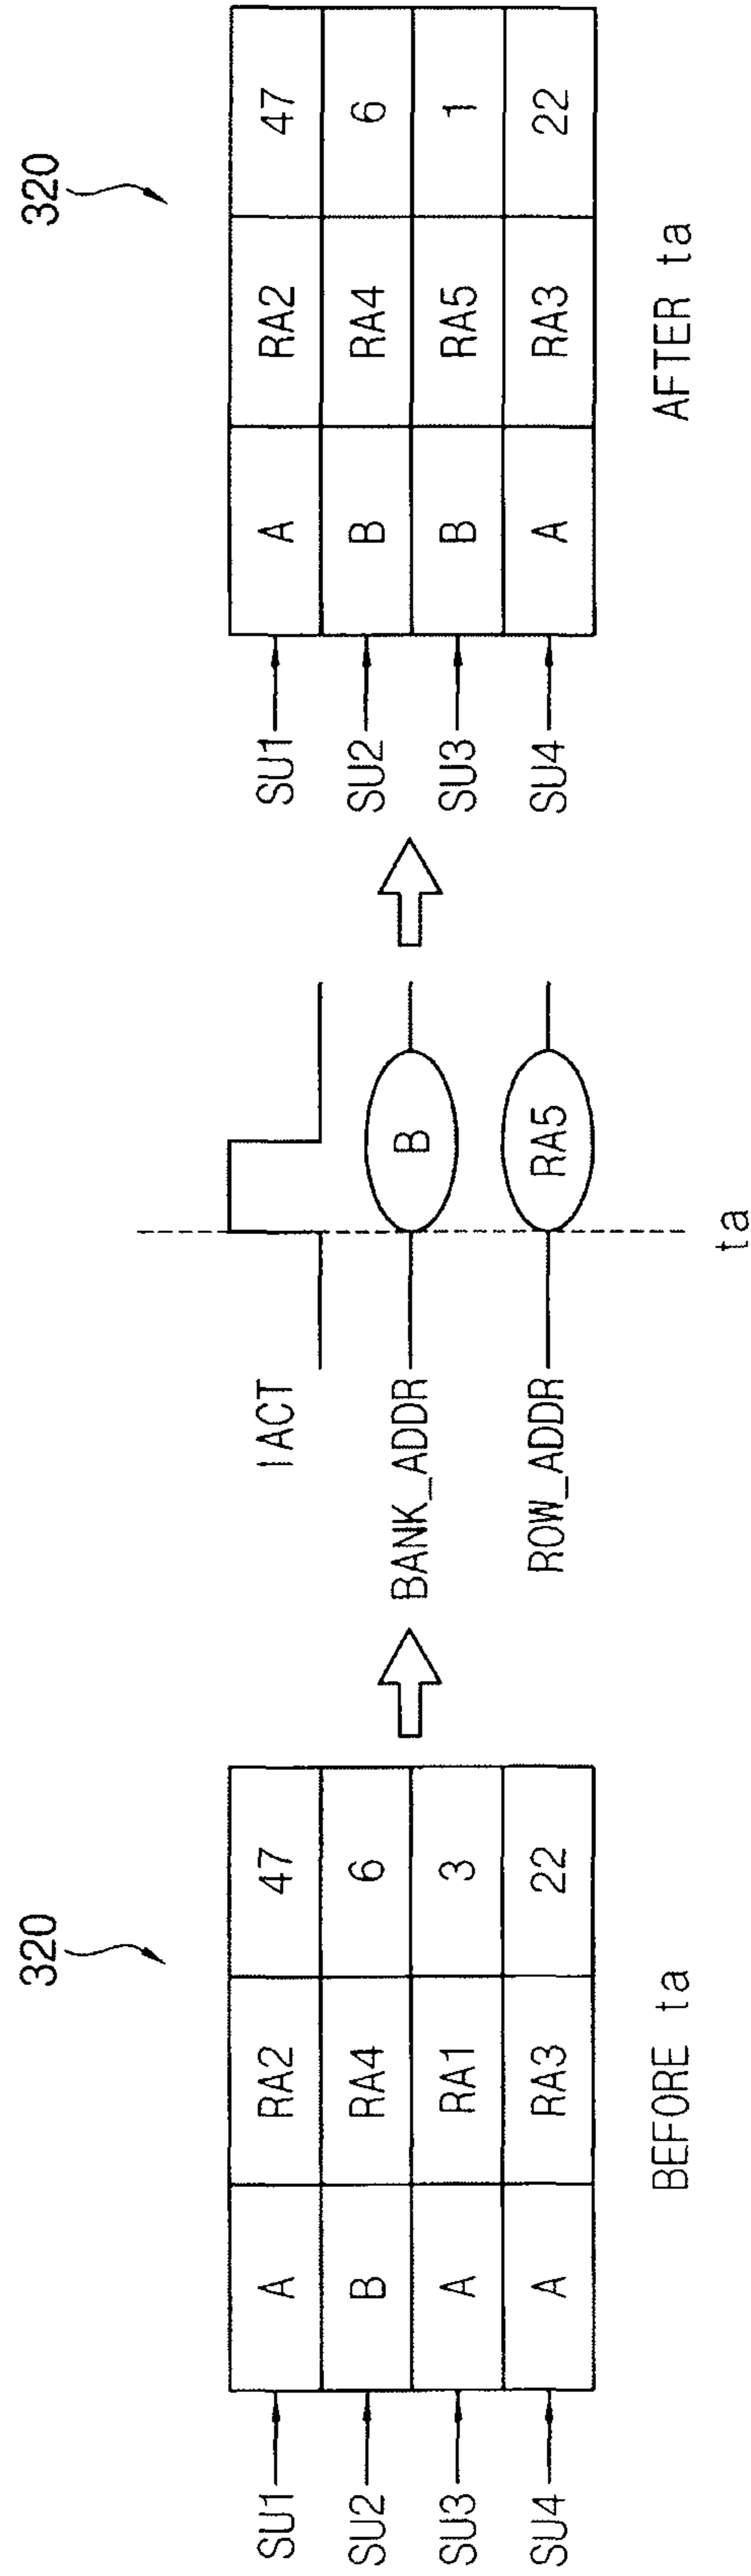 320
SU1 A RA2 47
SU2 B RA4 6
SU3 A RA1 3
SU4 A RA3 22
BEFORE ta
IACT
BANK_ADDR B
ROW_ADDR RA5
ta
320
SU1 A RA2 47
SU2 B RA4 6
SU3 B RA5 1
SU4 A RA3 22
AFTER ta